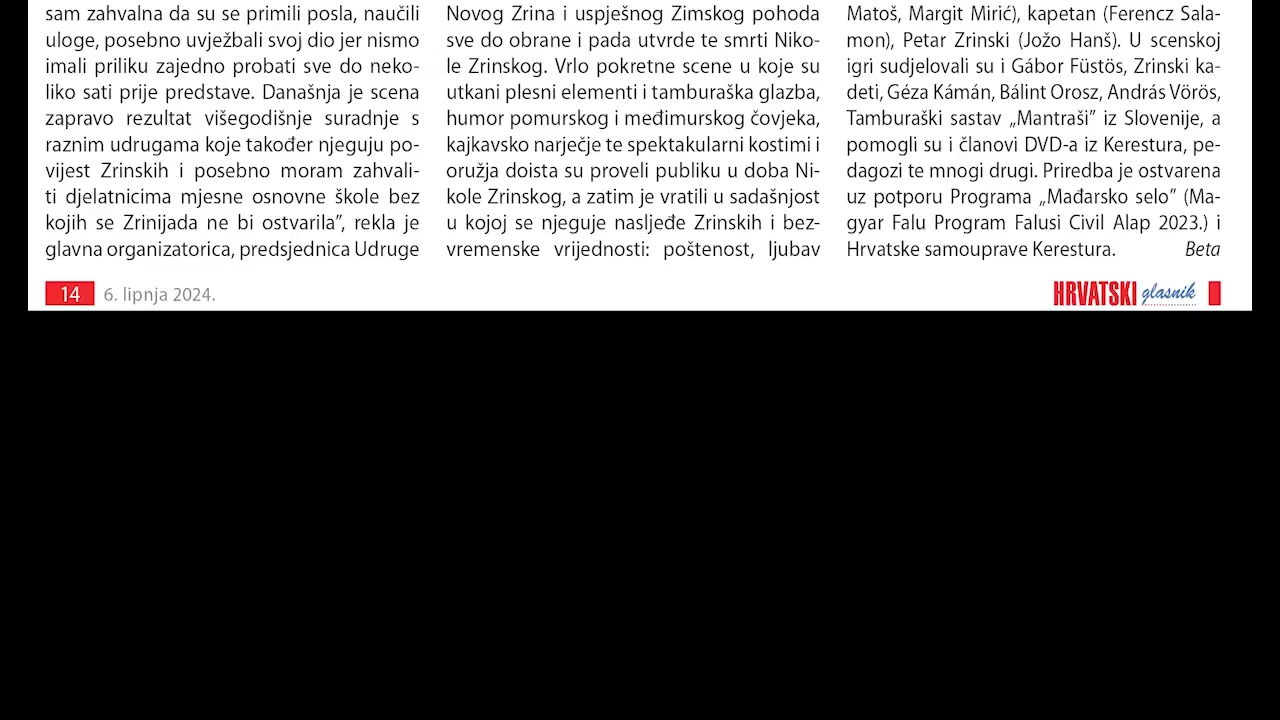 sam zahvalna da su se primili posla, naučili
uloge, posebno uvježbali svoj dio jer nismo
imali priliku zajedno probati sve do neko-
liko sati prije predstave. Današnja je scena
zapravo rezultat višegodišnje suradnje s
raznim udrugama koje također njeguju po-
vijest Zrinskih i posebno moram zahvali-
ti djelatnicima mjesne osnovne škole bez
kojih se Zrinijada ne bi ostvarila”, rekla je
glavna organizatorica, predsjednica Udruge
Novog Zrina i uspješnog Zimskog pohoda
sve do obrane i pada utvrde te smrti Niko-
le Zrinskog. Vrlo pokretne scene u koje su
utkani plesni elementi i tamburaška glazba,
humor pomurskog i međimurskog čovjeka,
kajkavsko narječje te spektakularni kostimi i
oružja doista su proveli publiku u doba Ni-
kole Zrinskog, a zatim je vratili u sadašnjost
u kojoj se njeguje nasljeđe Zrinskih i bez-
vremenske vrijednosti: poštenost, ljubav
Matoš, Margit Mirić), kapetan (Ferencz Sala-
mon), Petar Zrinski (Jožo Hanš). U scenskoj
igri sudjelovali su i Gábor Füstös, Zrinski ka-
deti, Géza Kámán, Bálint Orosz, András Vörös,
Tamburaški sastav „Mantraši” iz Slovenije, a
pomogli su i članovi DVD-a iz Kerestura, pe-
dagozi te mnogi drugi. Priredba je ostvarena
uz potporu Programa „Mađarsko selo” (Ma-
gyar Falu Program Falusi Civil Alap 2023.) i
Hrvatske samouprave Kerestura. Beta
14 6. lipnja 2024.
HRVATSKI glasnik